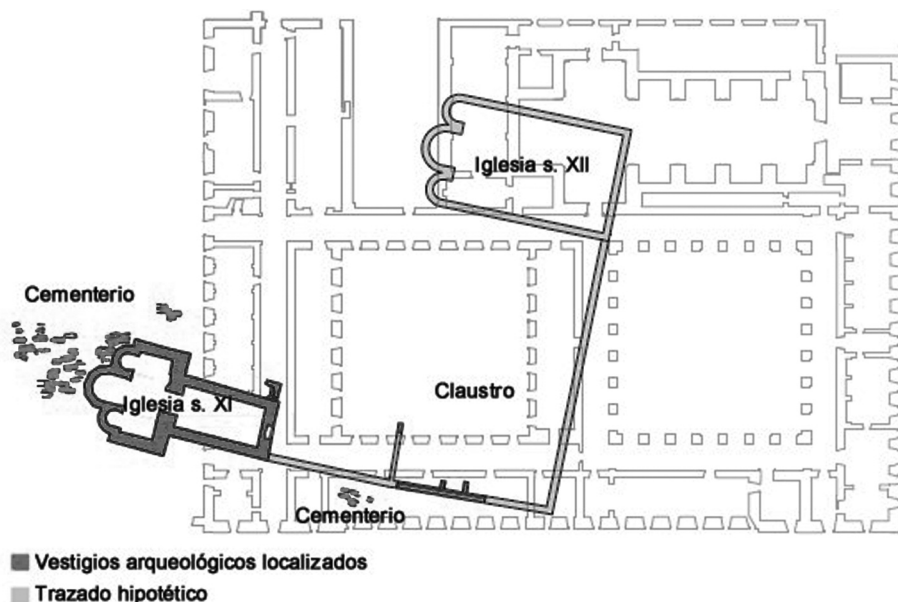 Iglesia s. XII
Cementerio
Claustro
Iglesia s. XI
Cementerio
Vestigios arqueológicos localizados
Trazado hipotético